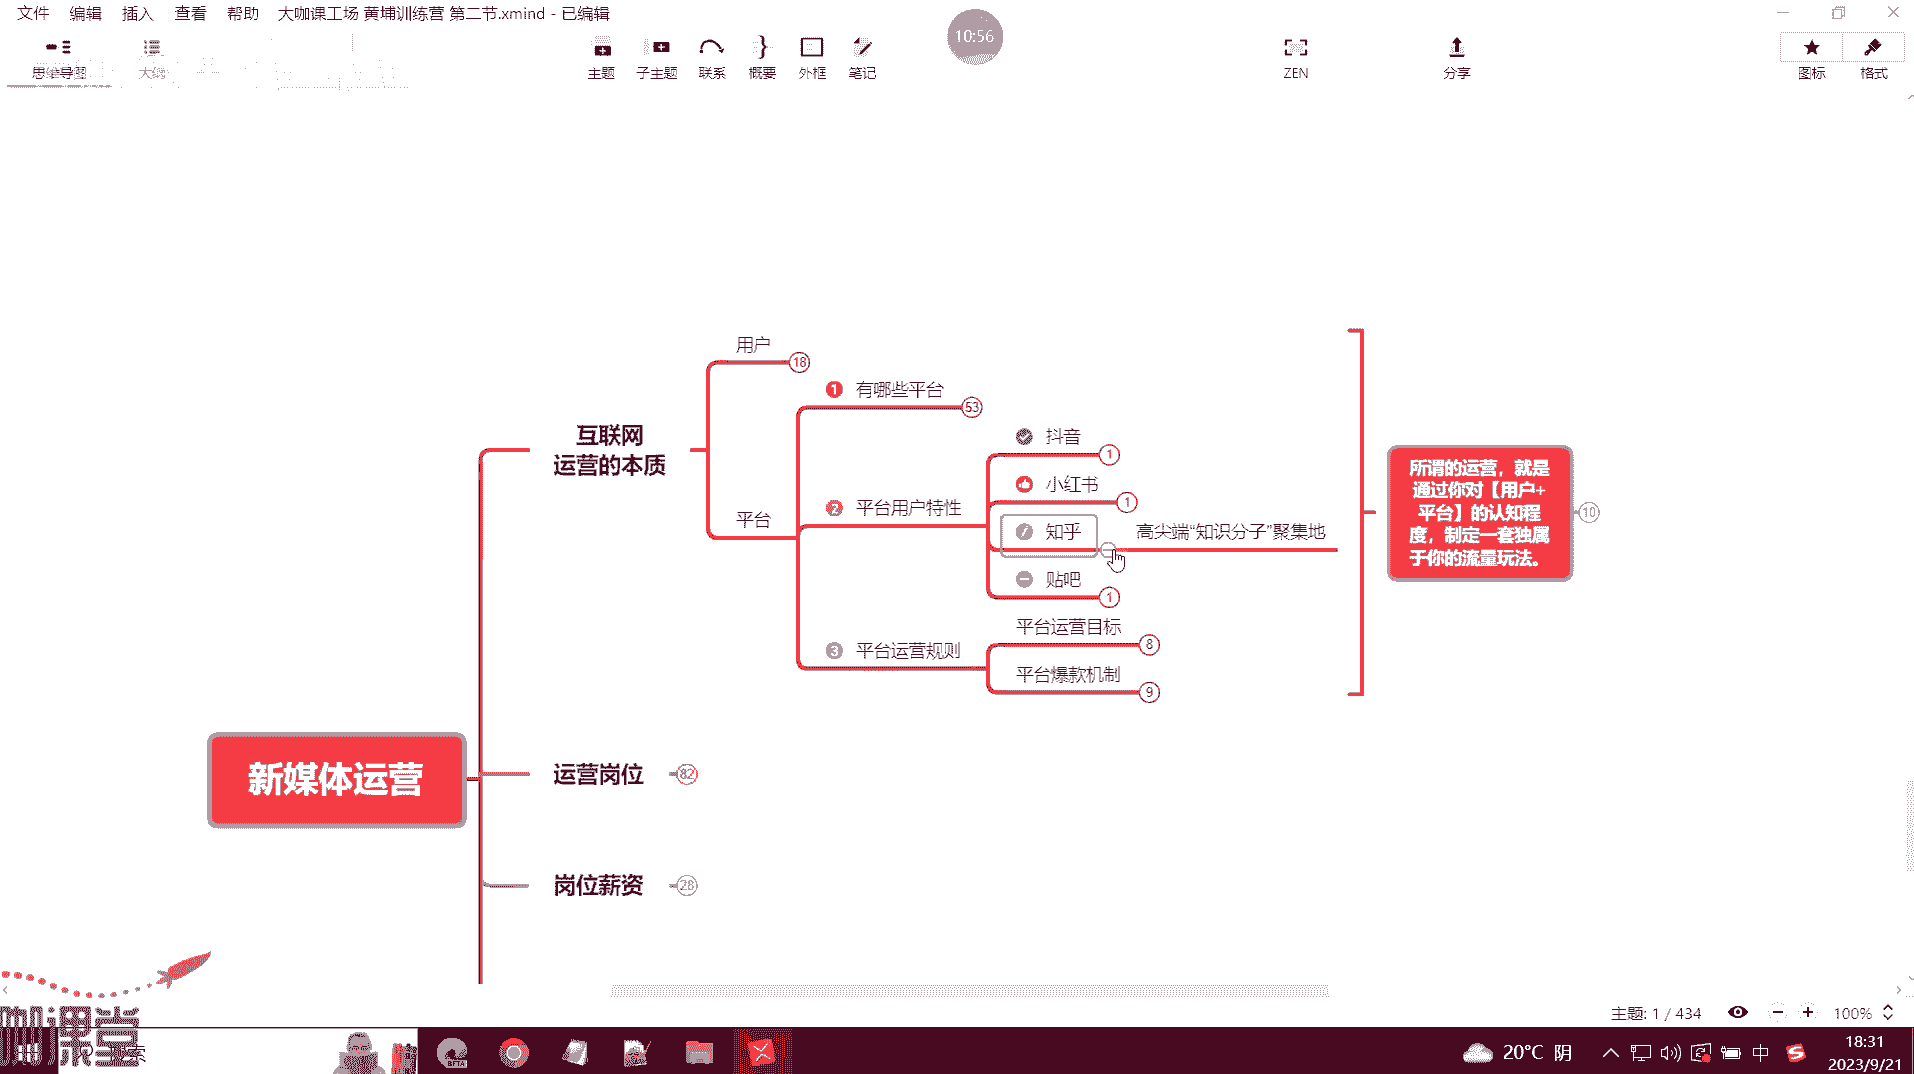 文件 编辑 插入 查看 帮助 大咖课工场 黄埔训练营 第二节.xmind - 已编辑
10:56
思维导图 大纲 主题 子主题 联系 概要 外框 笔记 ZEN 分享 图标 格式
用户
18
1 有哪些平台
53
互联网
运营的本质
抖音
1
小红书
1
2 平台用户特性
平台
知乎
高尖端“知识分子”聚集地
贴吧
1
平台运营目标
8
3 平台运营规则
平台爆款机制
9
所谓的运营，就是
通过你对【用户+
平台】的认知程
度，制定一套独属
于你的流量玩法。
10
新媒体运营
运营岗位
82
岗位薪资
28
咖课堂
主题: 1 / 434
100%
BETA
20°C 阴
中
18:31
2023/9/21